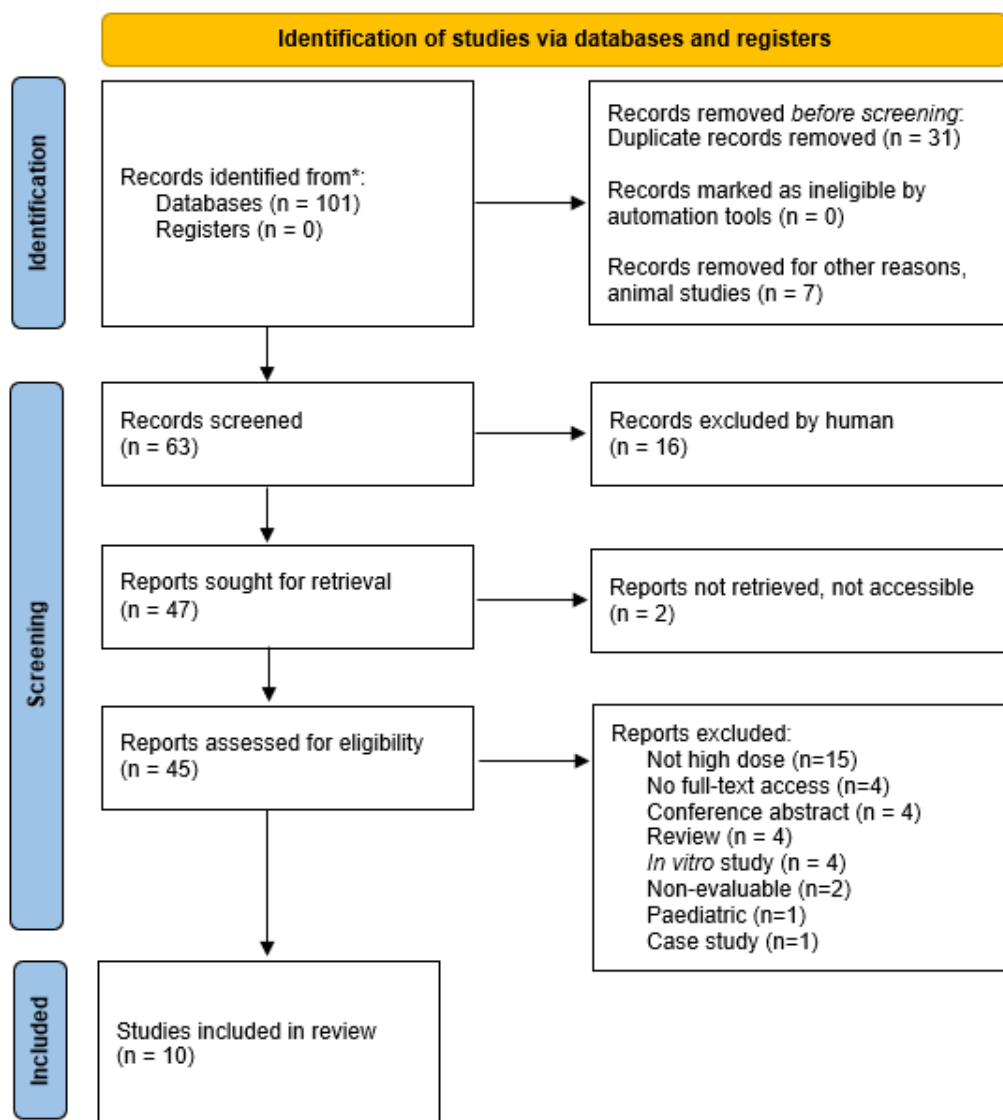 Identification of studies via databases and registers
Identification
Records identified from*:
Databases (n = 101)
Registers (n = 0)
Records removed before screening:
Duplicate records removed (n = 31)
Records marked as ineligible by
automation tools (n = 0)
Records removed for other reasons,
animal studies (n = 7)
Screening
Records screened
(n = 63)
Records excluded by human
(n = 16)
Reports sought for retrieval
(n = 47)
Reports not retrieved, not accessible
(n = 2)
Reports assessed for eligibility
(n = 45)
Reports excluded:
Not high dose (n=15)
No full-text access (n=4)
Conference abstract (n = 4)
Review (n = 4)
In vitro study (n = 4)
Non-evaluable (n=2)
Paediatric (n=1)
Case study (n=1)
Included
Studies included in review
(n = 10)